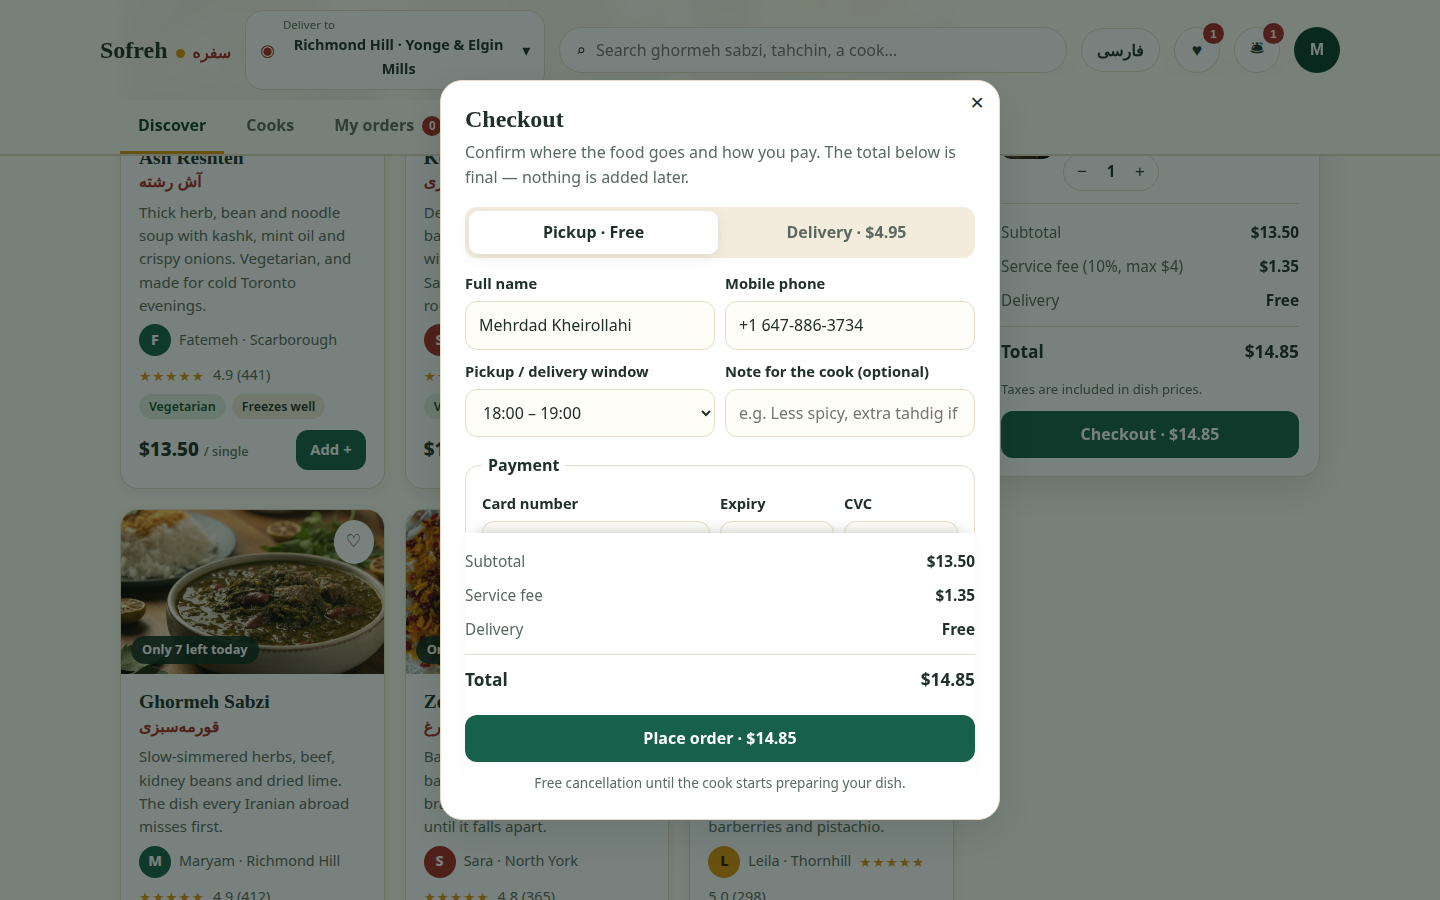 Sofreh سفره
Deliver to
Richmond Hill · Yonge & Elgin
Mills
▾
Search ghormeh sabzi, tahchin, a cook...
فارسی
1
1
M
Discover
Cooks
My orders 0
Ash Reshteh
آش رشته
Thick herb, bean and noodle
soup with kashk, mint oil and
crispy onions. Vegetarian, and
made for cold Toronto
evenings.
F Fatemeh · Scarborough
★★★★★ 4.9 (441)
Vegetarian Freezes well
$13.50 / single
Add +
Only 7 left today
Ghormeh Sabzi
قورمه‌سبزی
Slow-simmered herbs, beef,
kidney beans and dried lime.
The dish every Iranian abroad
misses first.
M Maryam · Richmond Hill
★★★★★ 4.9 (412)
until it falls apart.
S Sara · North York
★★★★★ 4.8 (365)
barberries and pistachio.
L Leila · Thornhill ★★★★★
5.0 (298)
− 1 +
Subtotal $13.50
Service fee (10%, max $4) $1.35
Delivery Free
Total $14.85
Taxes are included in dish prices.
Checkout · $14.85
✕
Checkout
Confirm where the food goes and how you pay. The total below is
final — nothing is added later.
Pickup · Free
Delivery · $4.95
Full name
Mehrdad Kheirollahi
Mobile phone
+1 647-886-3734
Pickup / delivery window
18:00 – 19:00
Note for the cook (optional)
e.g. Less spicy, extra tahdig if
Payment
Card number
Expiry
CVC
Subtotal $13.50
Service fee $1.35
Delivery Free
Total $14.85
Place order · $14.85
Free cancellation until the cook starts preparing your dish.